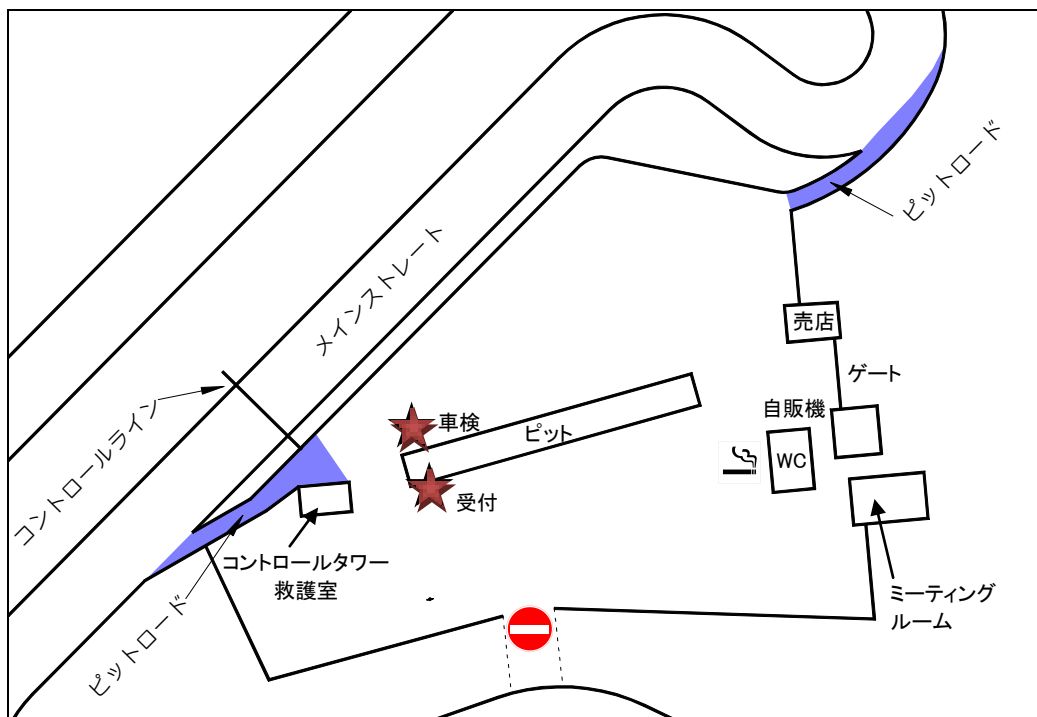 ピットロード
メインストレート
売店
ゲート
コントロールライン
自販機
車検
ピット
WC
受付
コントロールタワー
救護室
ミーティング
ルーム
ピットロード